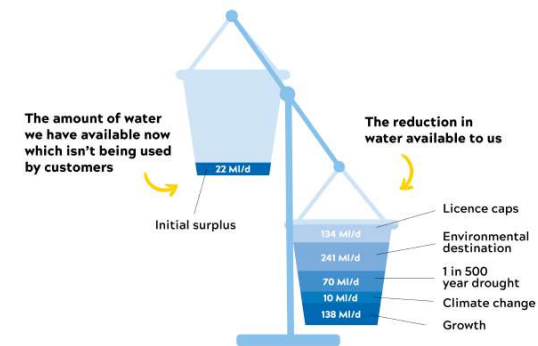 The amount of water
we have available now
which isn't being used
by customers
22 Ml/d
Initial surplus
The reduction in
water available to us
134 Ml/d
Licence caps
241 Ml/d
Environmental
destination
70 Ml/d
1 in 500
year drought
10 Ml/d
Climate change
138 Ml/d
Growth